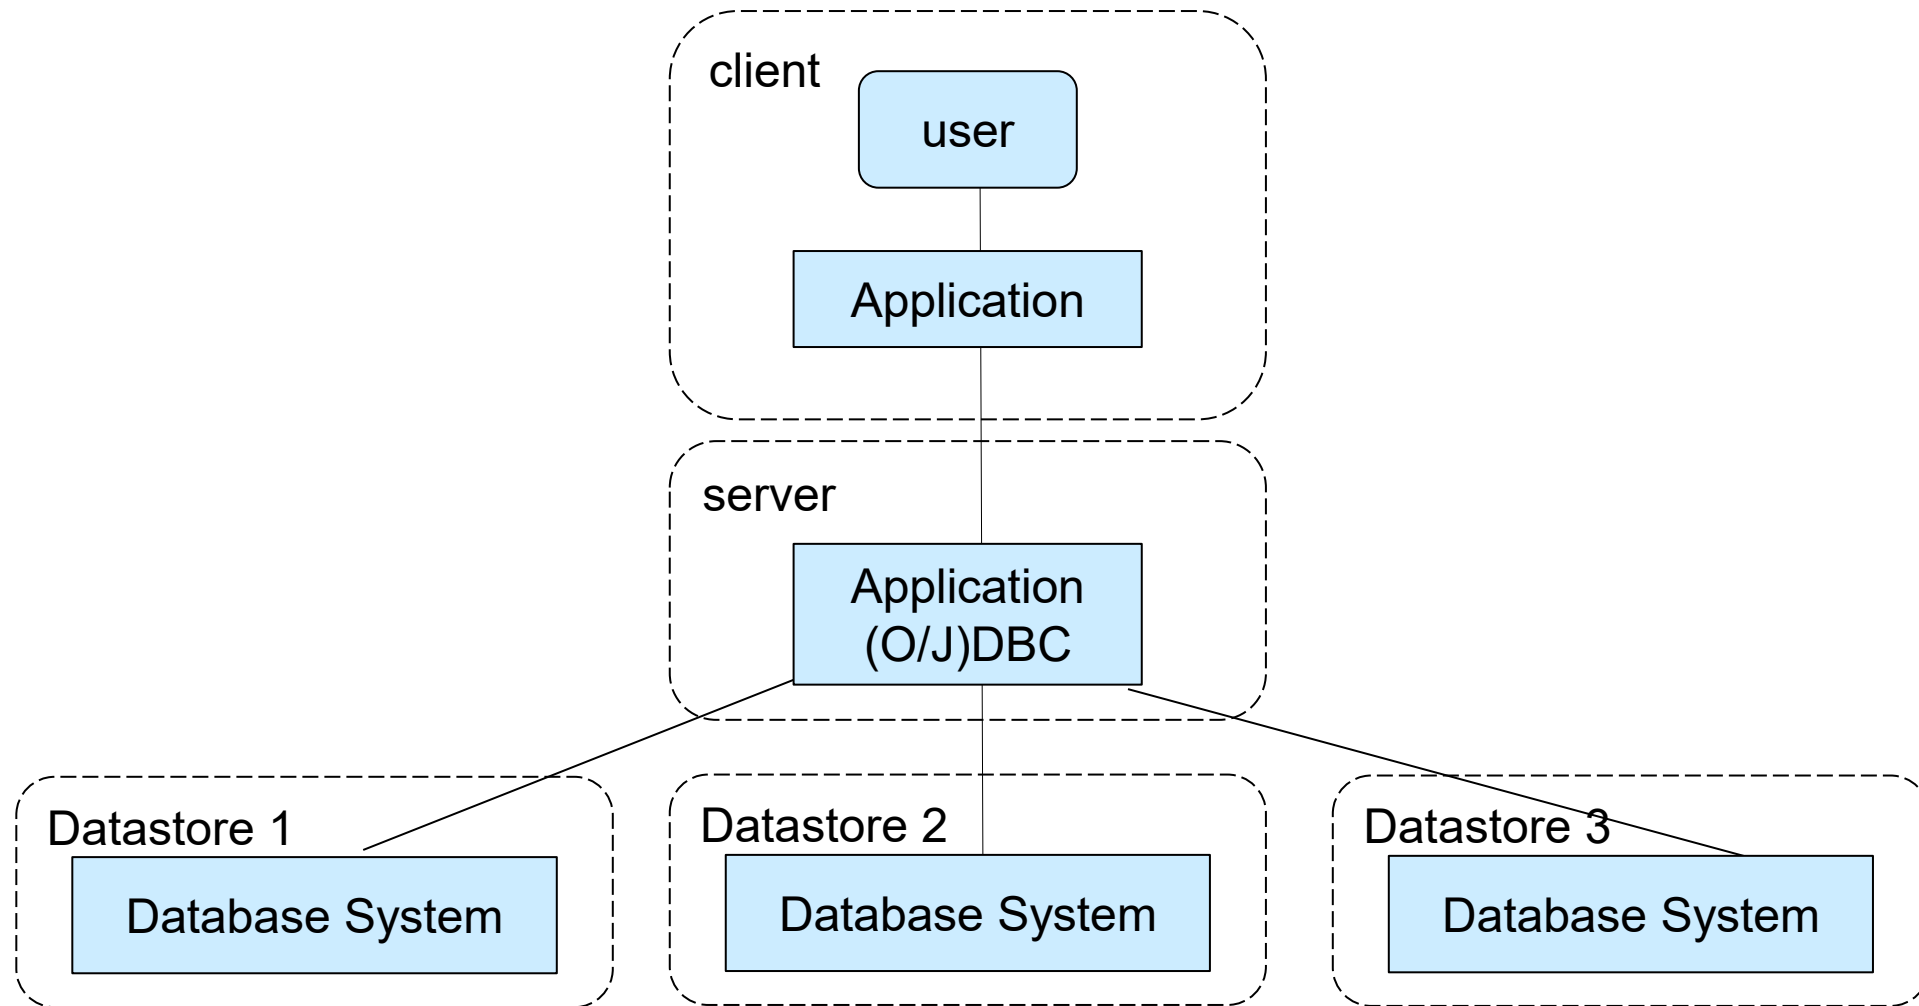 client
user
Application
server
Application
(O/J)DBC
Datastore 1
Database System
Datastore 2
Database System
Datastore 3
Database System